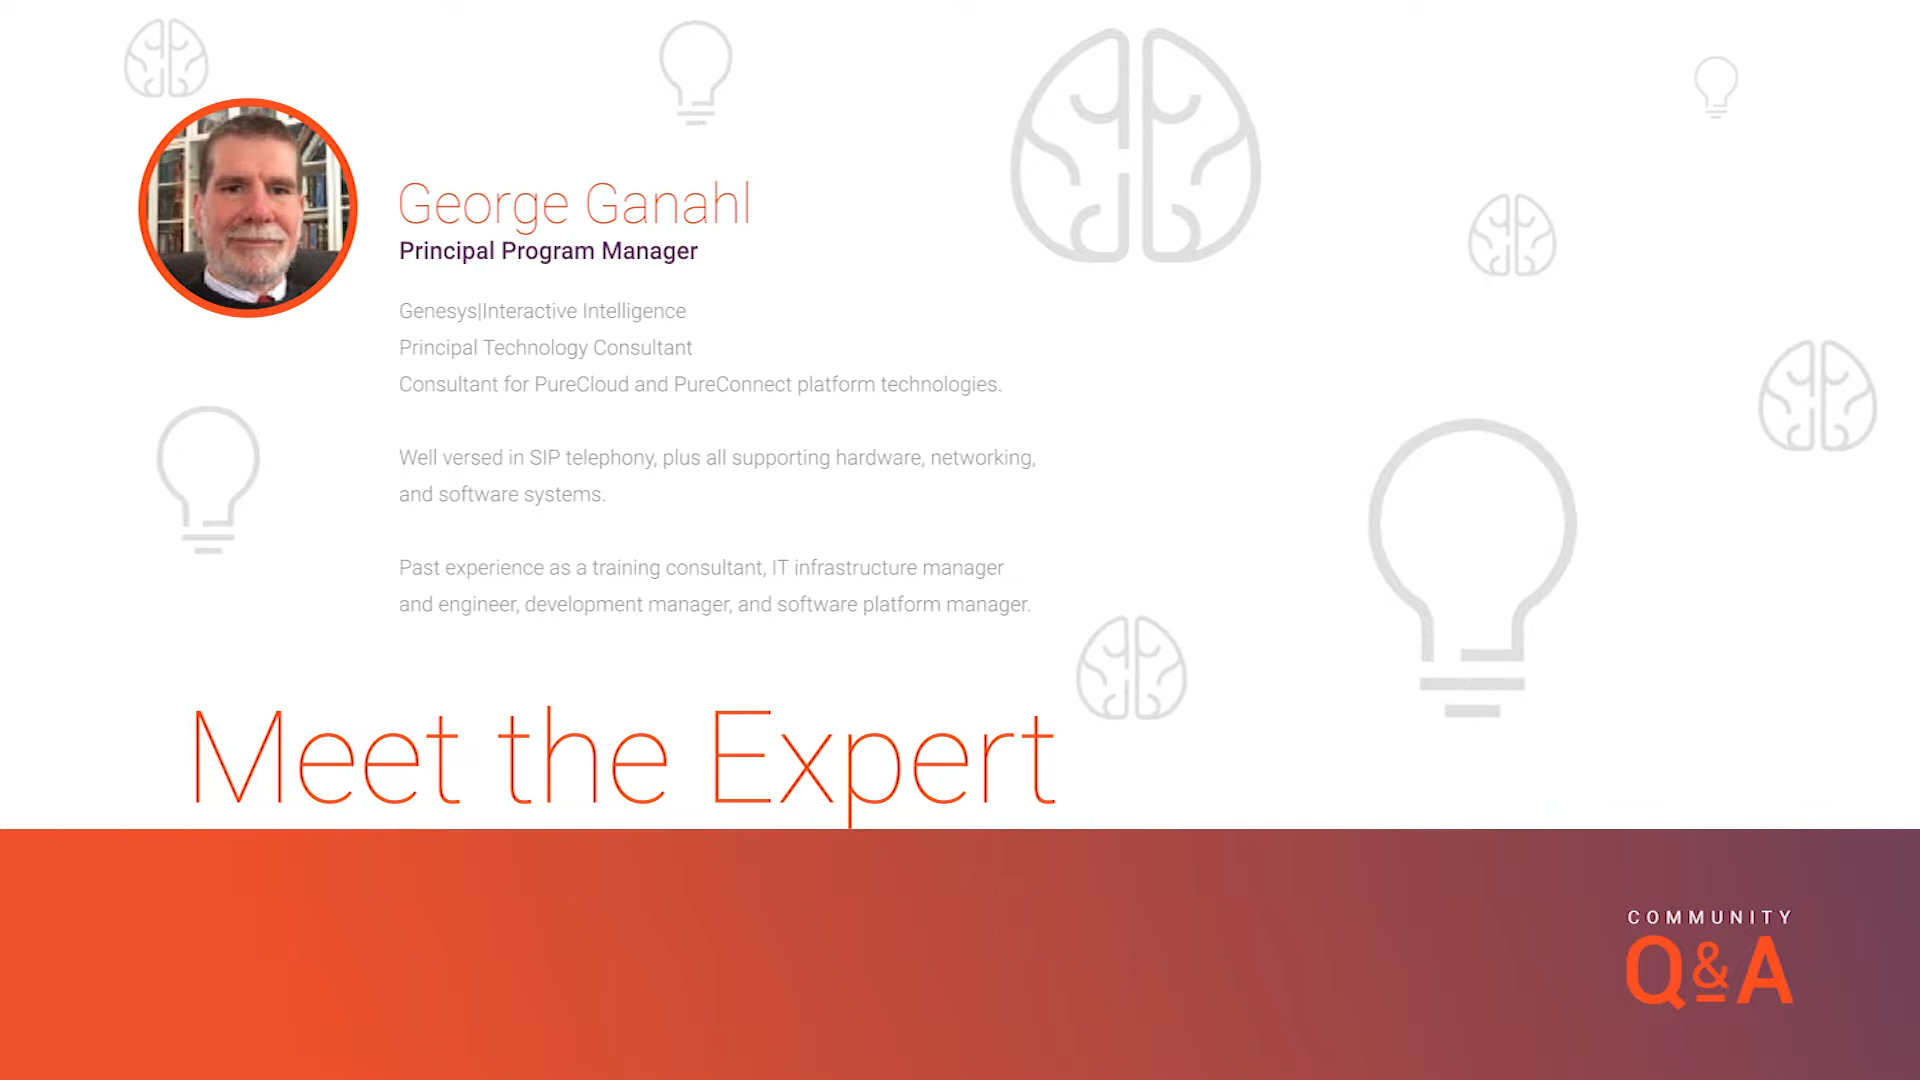 George Ganahl
Principal Program Manager
Genesys|Interactive Intelligence
Principal Technology Consultant
Consultant for PureCloud and PureConnect platform technologies.
Well versed in SIP telephony, plus all supporting hardware, networking,
and software systems.
Past experience as a training consultant, IT infrastructure manager
and engineer, development manager, and software platform manager.
Meet the Expert
COMMUNITY
Q&A